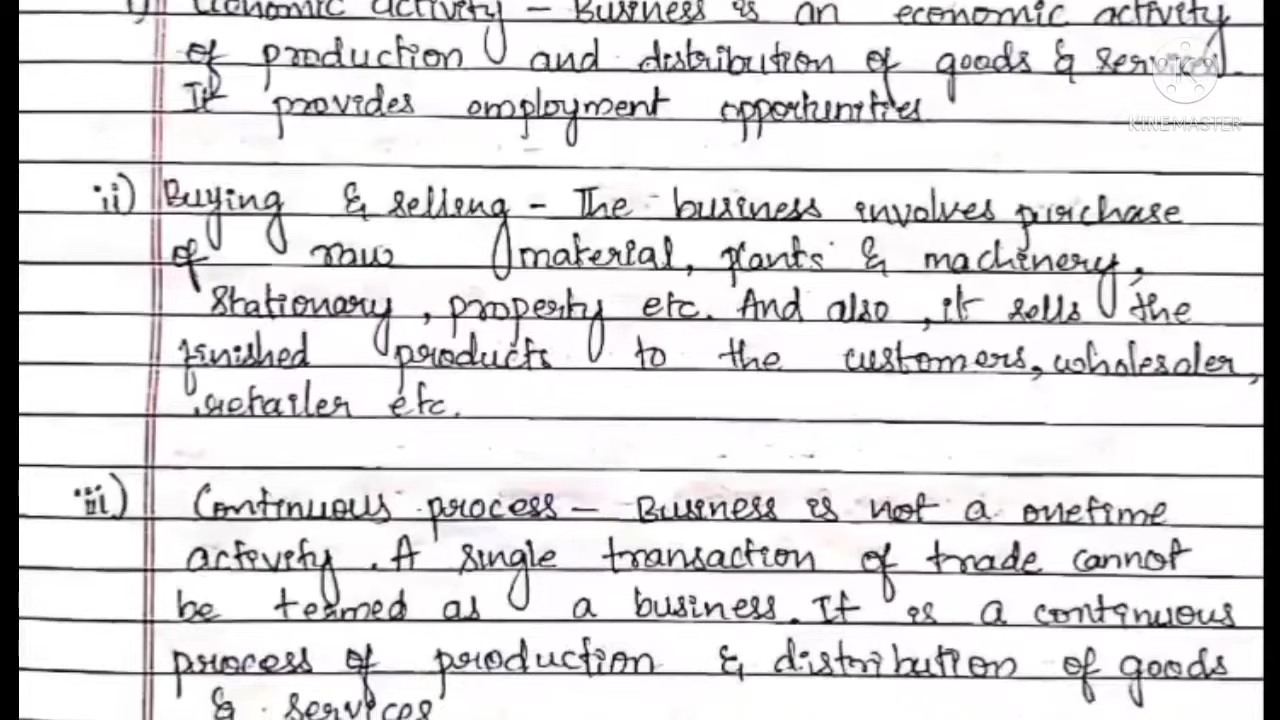 i) Economic activity - Business is an economic activity
of production and distribution of goods & services.
It provides employment opportunities
KINEMASTER
ii) Buying & selling - The business involves purchase
of raw material, plants & machinery,
stationary, property etc. And also, it sells the
finished products to the customers, wholesaler,
retailer etc.
iii) Continuous process - Business is not a onetime
activity. A single transaction of trade cannot
be termed as a business. It is a continuous
process of production & distribution of goods
& services